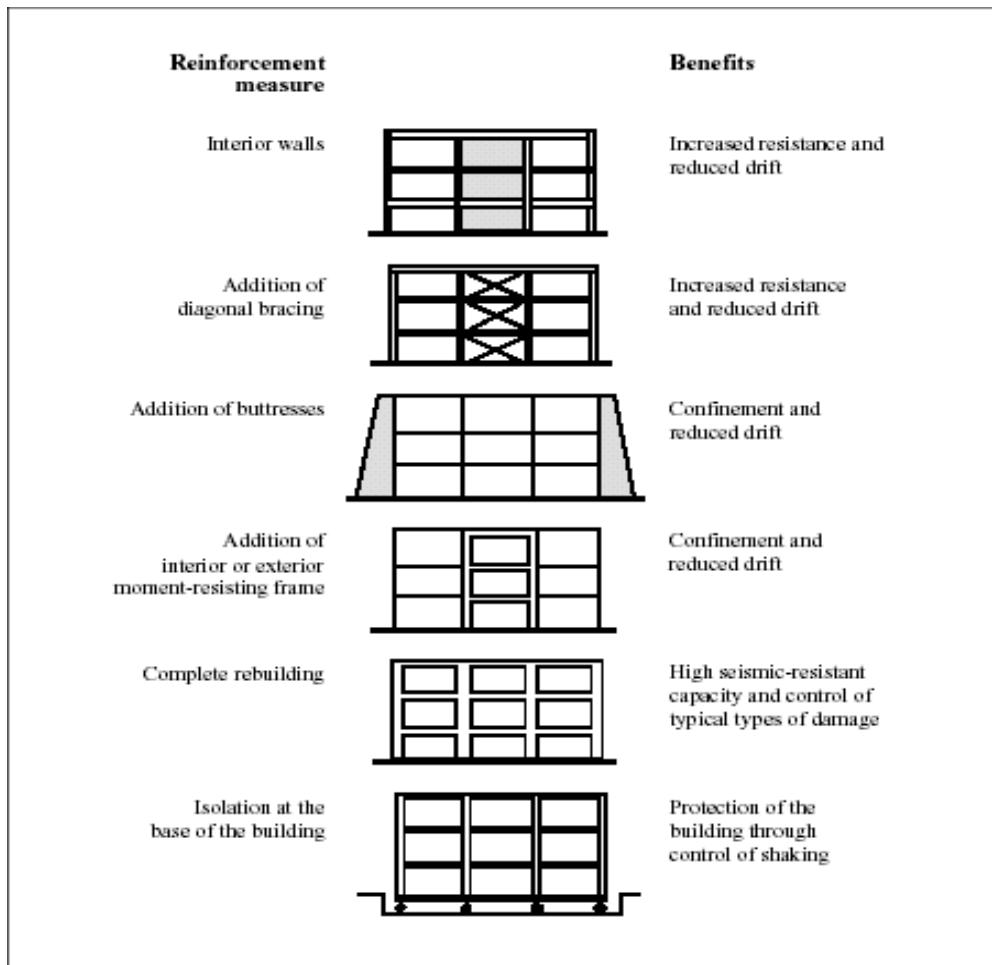 Reinforcement
measure
Benefits
Interior walls
Increased resistance and
reduced drift
Addition of
diagonal bracing
Increased resistance
and reduced drift
Addition of buttresses
Confinement and
reduced drift
Addition of
interior or exterior
moment-resisting frame
Confinement and
reduced drift
Complete rebuilding
High seismic-resistant
capacity and control of
typical types of damage
Isolation at the
base of the building
Protection of the
building through
control of shaking